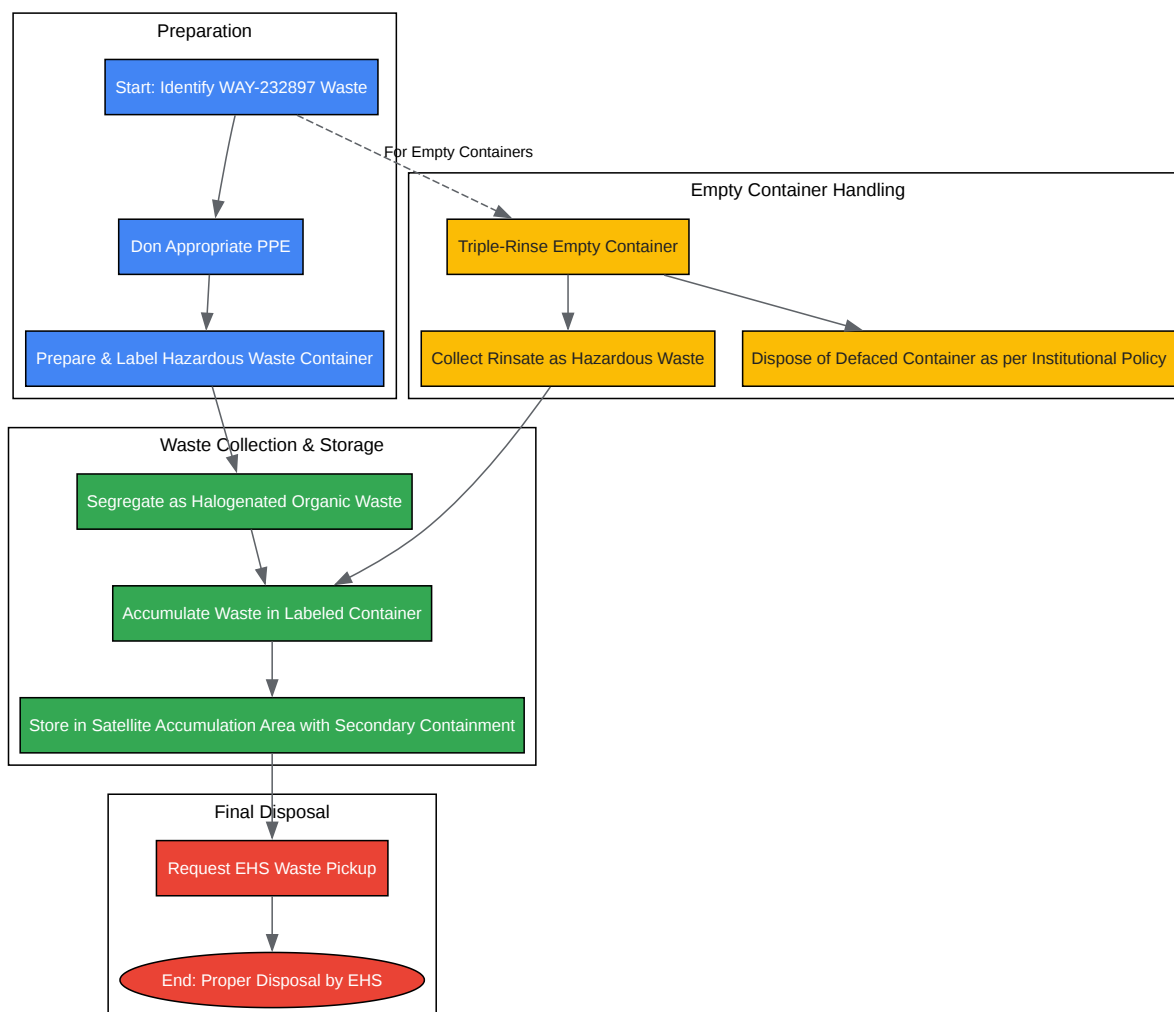 Preparation
Start: Identify WAY-232897 Waste
For Empty Containers
Don Appropriate PPE
Prepare & Label Hazardous Waste Container
Empty Container Handling
Triple-Rinse Empty Container
Collect Rinsate as Hazardous Waste
Dispose of Defaced Container as per Institutional Policy
Waste Collection & Storage
Segregate as Halogenated Organic Waste
Accumulate Waste in Labeled Container
Store in Satellite Accumulation Area with Secondary Containment
Final Disposal
Request EHS Waste Pickup
End: Proper Disposal by EHS